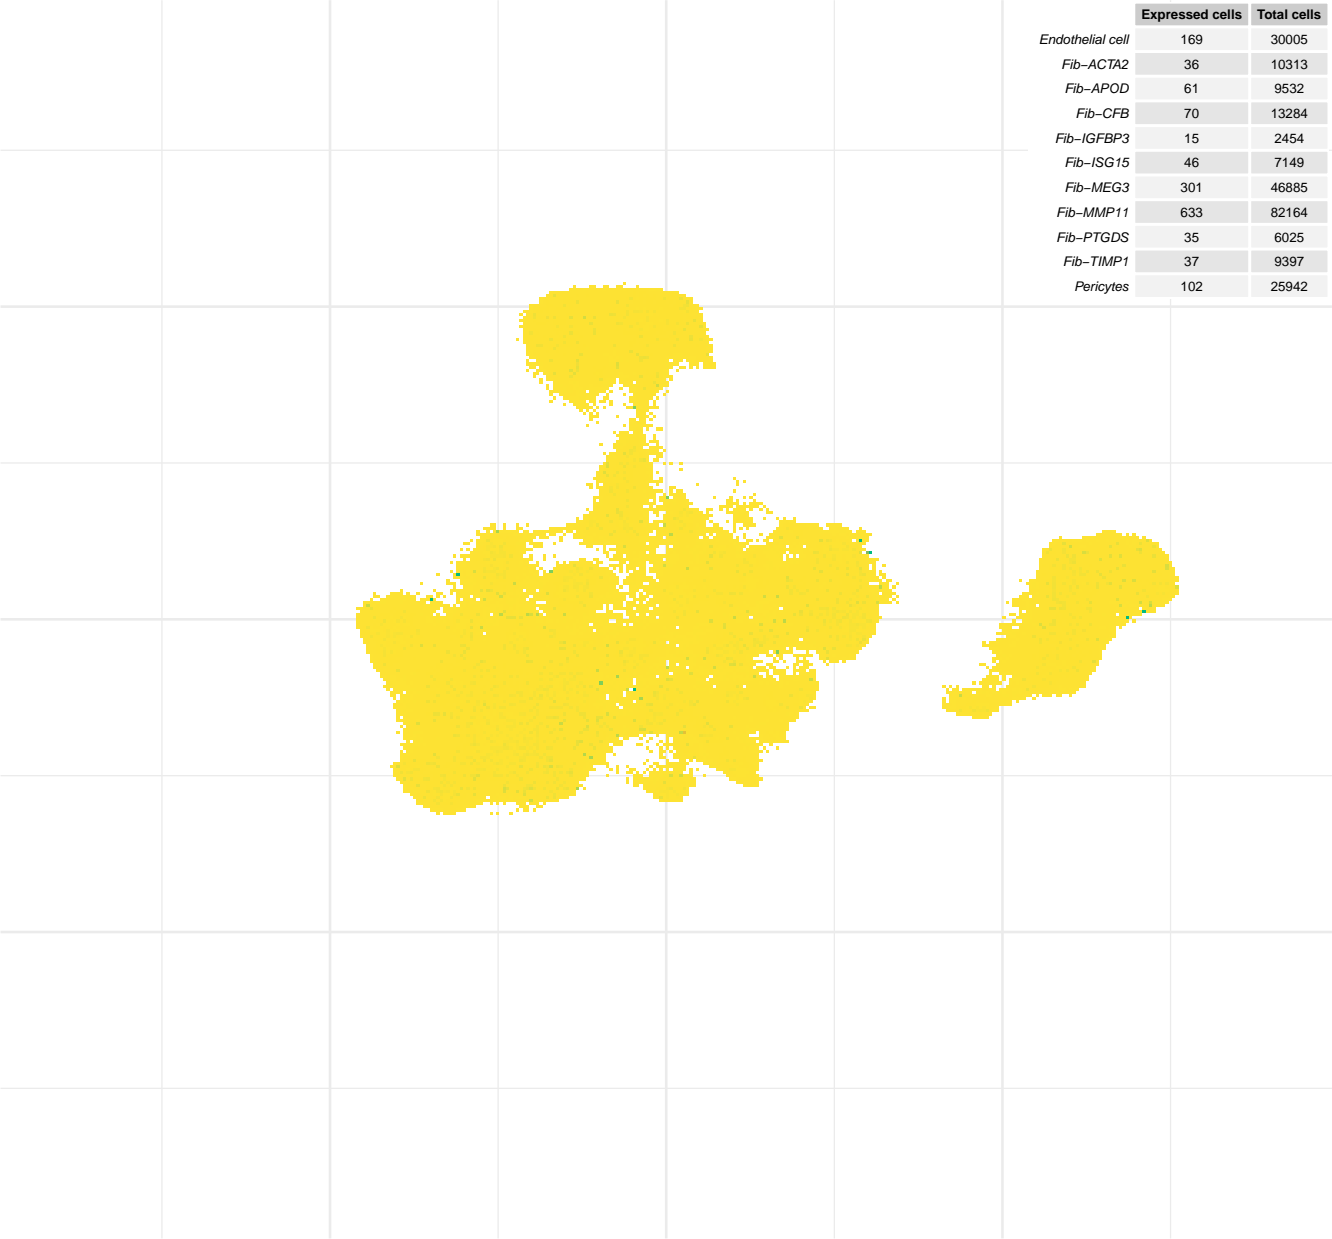 Expressed cells Total cells
Endothelial cell 169 30005
Fib−ACTA2 36 10313
Fib−APOD 61 9532
Fib−CFB 70 13284
Fib−IGFBP3 15 2454
Fib−ISG15 46 7149
Fib−MEG3 301 46885
Fib−MMP11 633 82164
Fib−PTGDS 35 6025
Fib−TIMP1 37 9397
Pericytes 102 25942